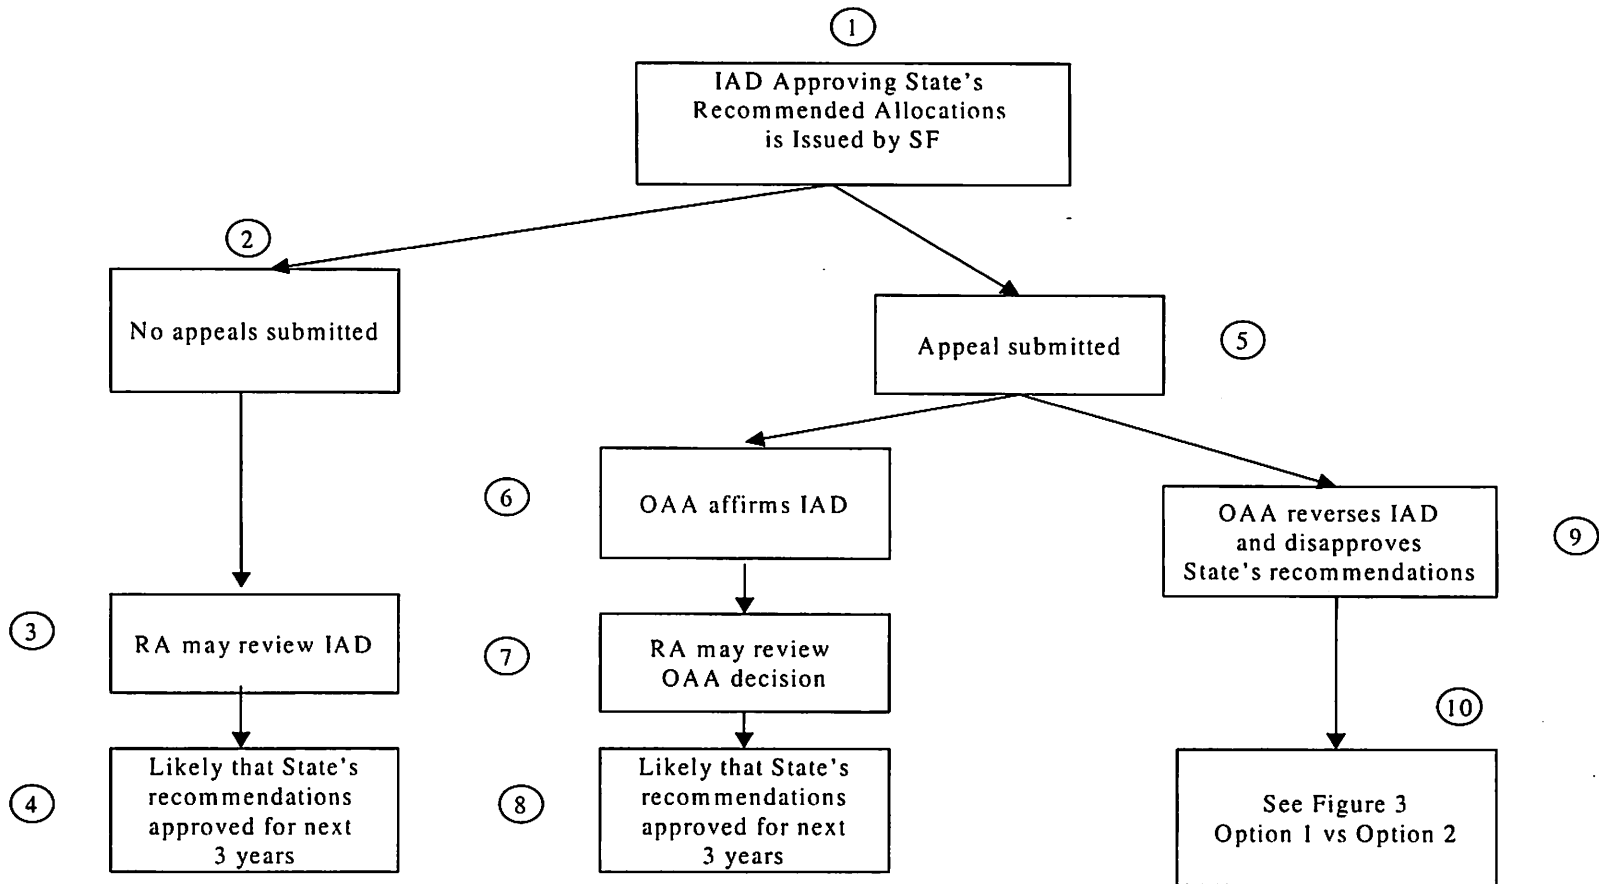 1
IAD Approving State's
Recommended Allocations
is Issued by SF
2
No appeals submitted
Appeal submitted
5
6
OAA affirms IAD
OAA reverses IAD
and disapproves
State's recommendations
9
3
RA may review IAD
7
RA may review
OAA decision
10
4
Likely that State's
recommendations
approved for next
3 years
8
Likely that State's
recommendations
approved for next
3 years
See Figure 3
Option 1 vs Option 2